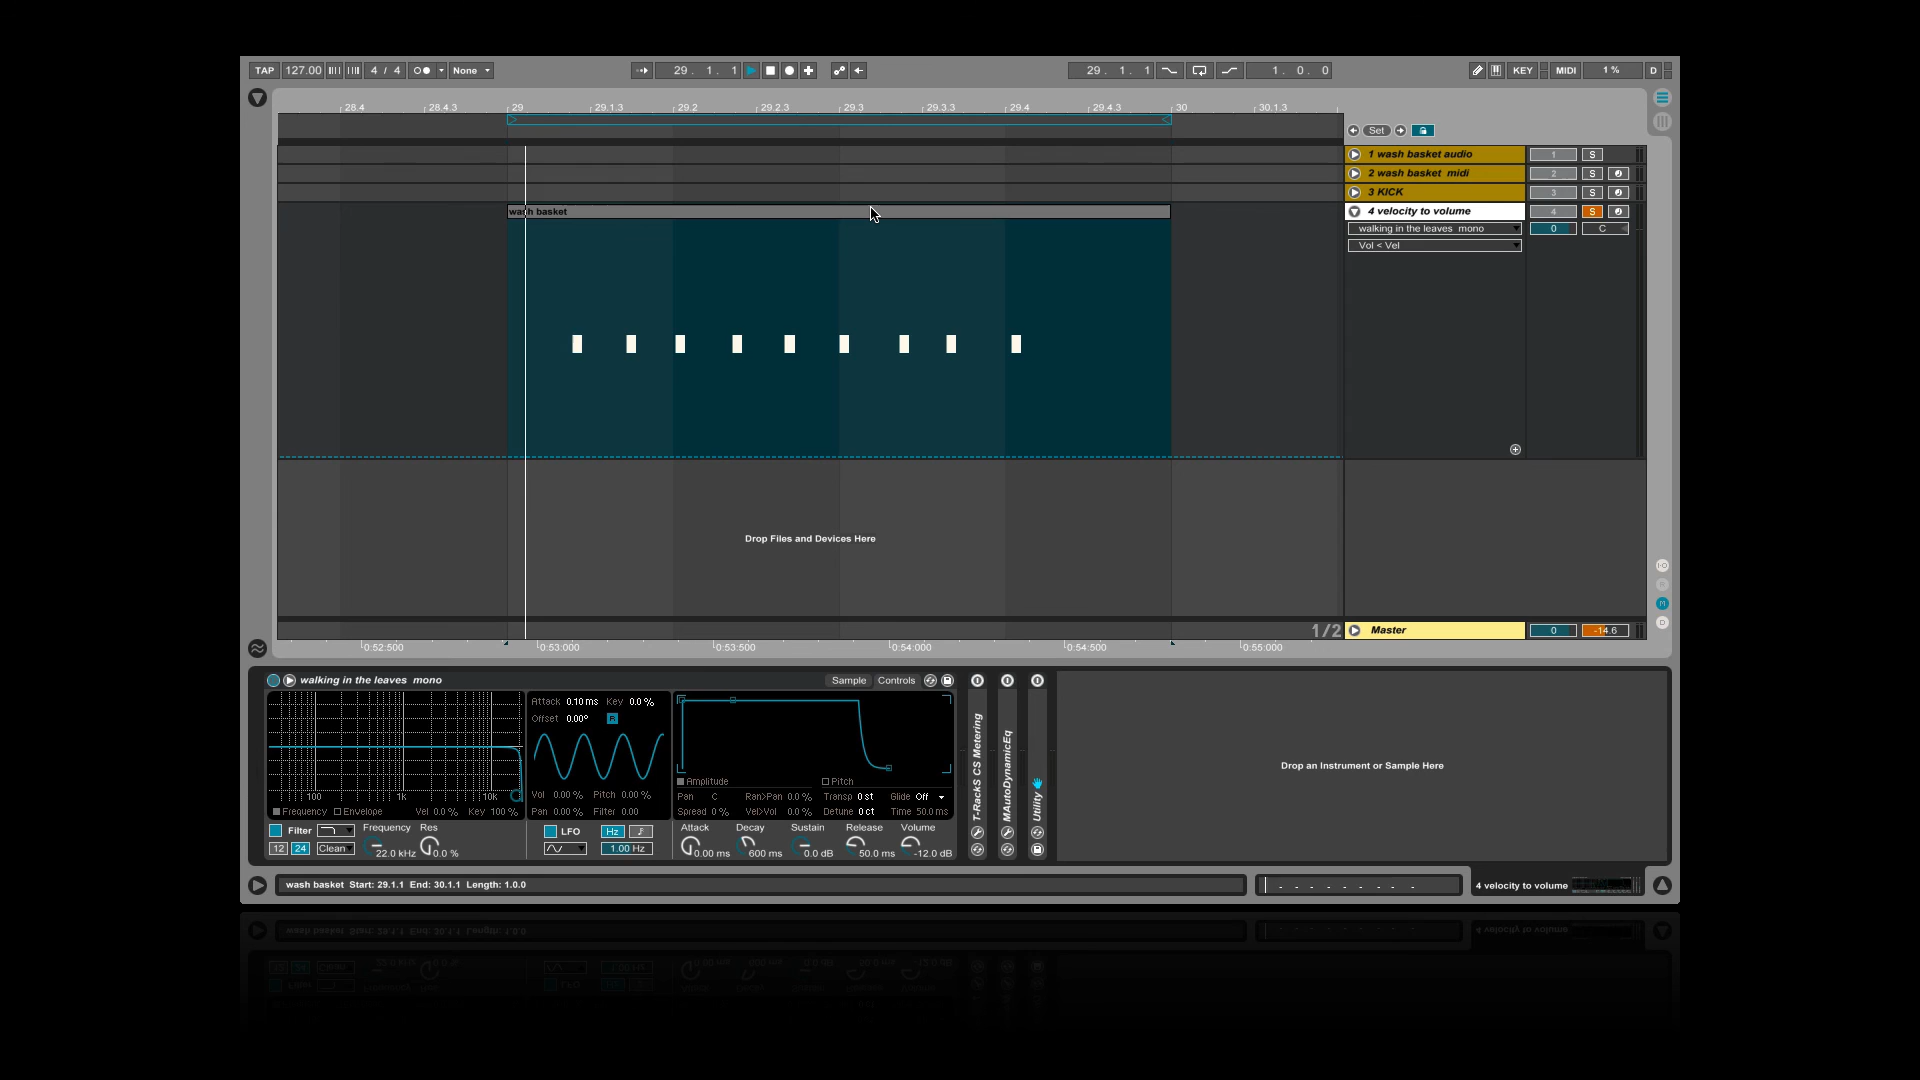 TAP 127.00 4 / 4 None 29 . 1 . 1 29 . 1 . 1 1 . 0 . 0 KEY MIDI 1 % D
28.4 28.4.3 29 29.1.3 29.2 29.2.3 29.3 29.3.3 29.4 29.4.3 30 30.1.3
Set
1 wash basket audio 1 S
2 wash basket midi 2 S
3 KICK 3 S
wash basket
4 velocity to volume 4 S
walking in the leaves mono 0 C
Vol < Vel
Drop Files and Devices Here
1/2 Master 0 -14.6
0:52:500 0:53:000 0:53:500 0:54:000 0:54:500 0:55:000
walking in the leaves mono Sample Controls
Attack 0.10 ms Key 0.0 %
Offset 0.00° R
100 1k 10k
Vol 0.00 % Pitch 0.00 %
Pan 0.00 % Filter 0.00
Frequency Envelope Vel 0.0 % Key 100 %
Amplitude Pitch
Pan C Ran>Pan 0.0 % Transp 0 st Glide Off
Spread 0 % Vel>Vol 0.0 % Detune 0 ct Time 50.0 ms
Filter Frequency Res
12 24 Clean 22.0 kHz 0.0 %
LFO Hz
1.00 Hz
Attack Decay Sustain Release Volume
0.00 ms 600 ms 0.0 dB 50.0 ms -12.0 dB
T-RackS CS Metering
MAutoDynamicEq
Utility
Drop an Instrument or Sample Here
wash basket Start: 29.1.1 End: 30.1.1 Length: 1.0.0
4 velocity to volume